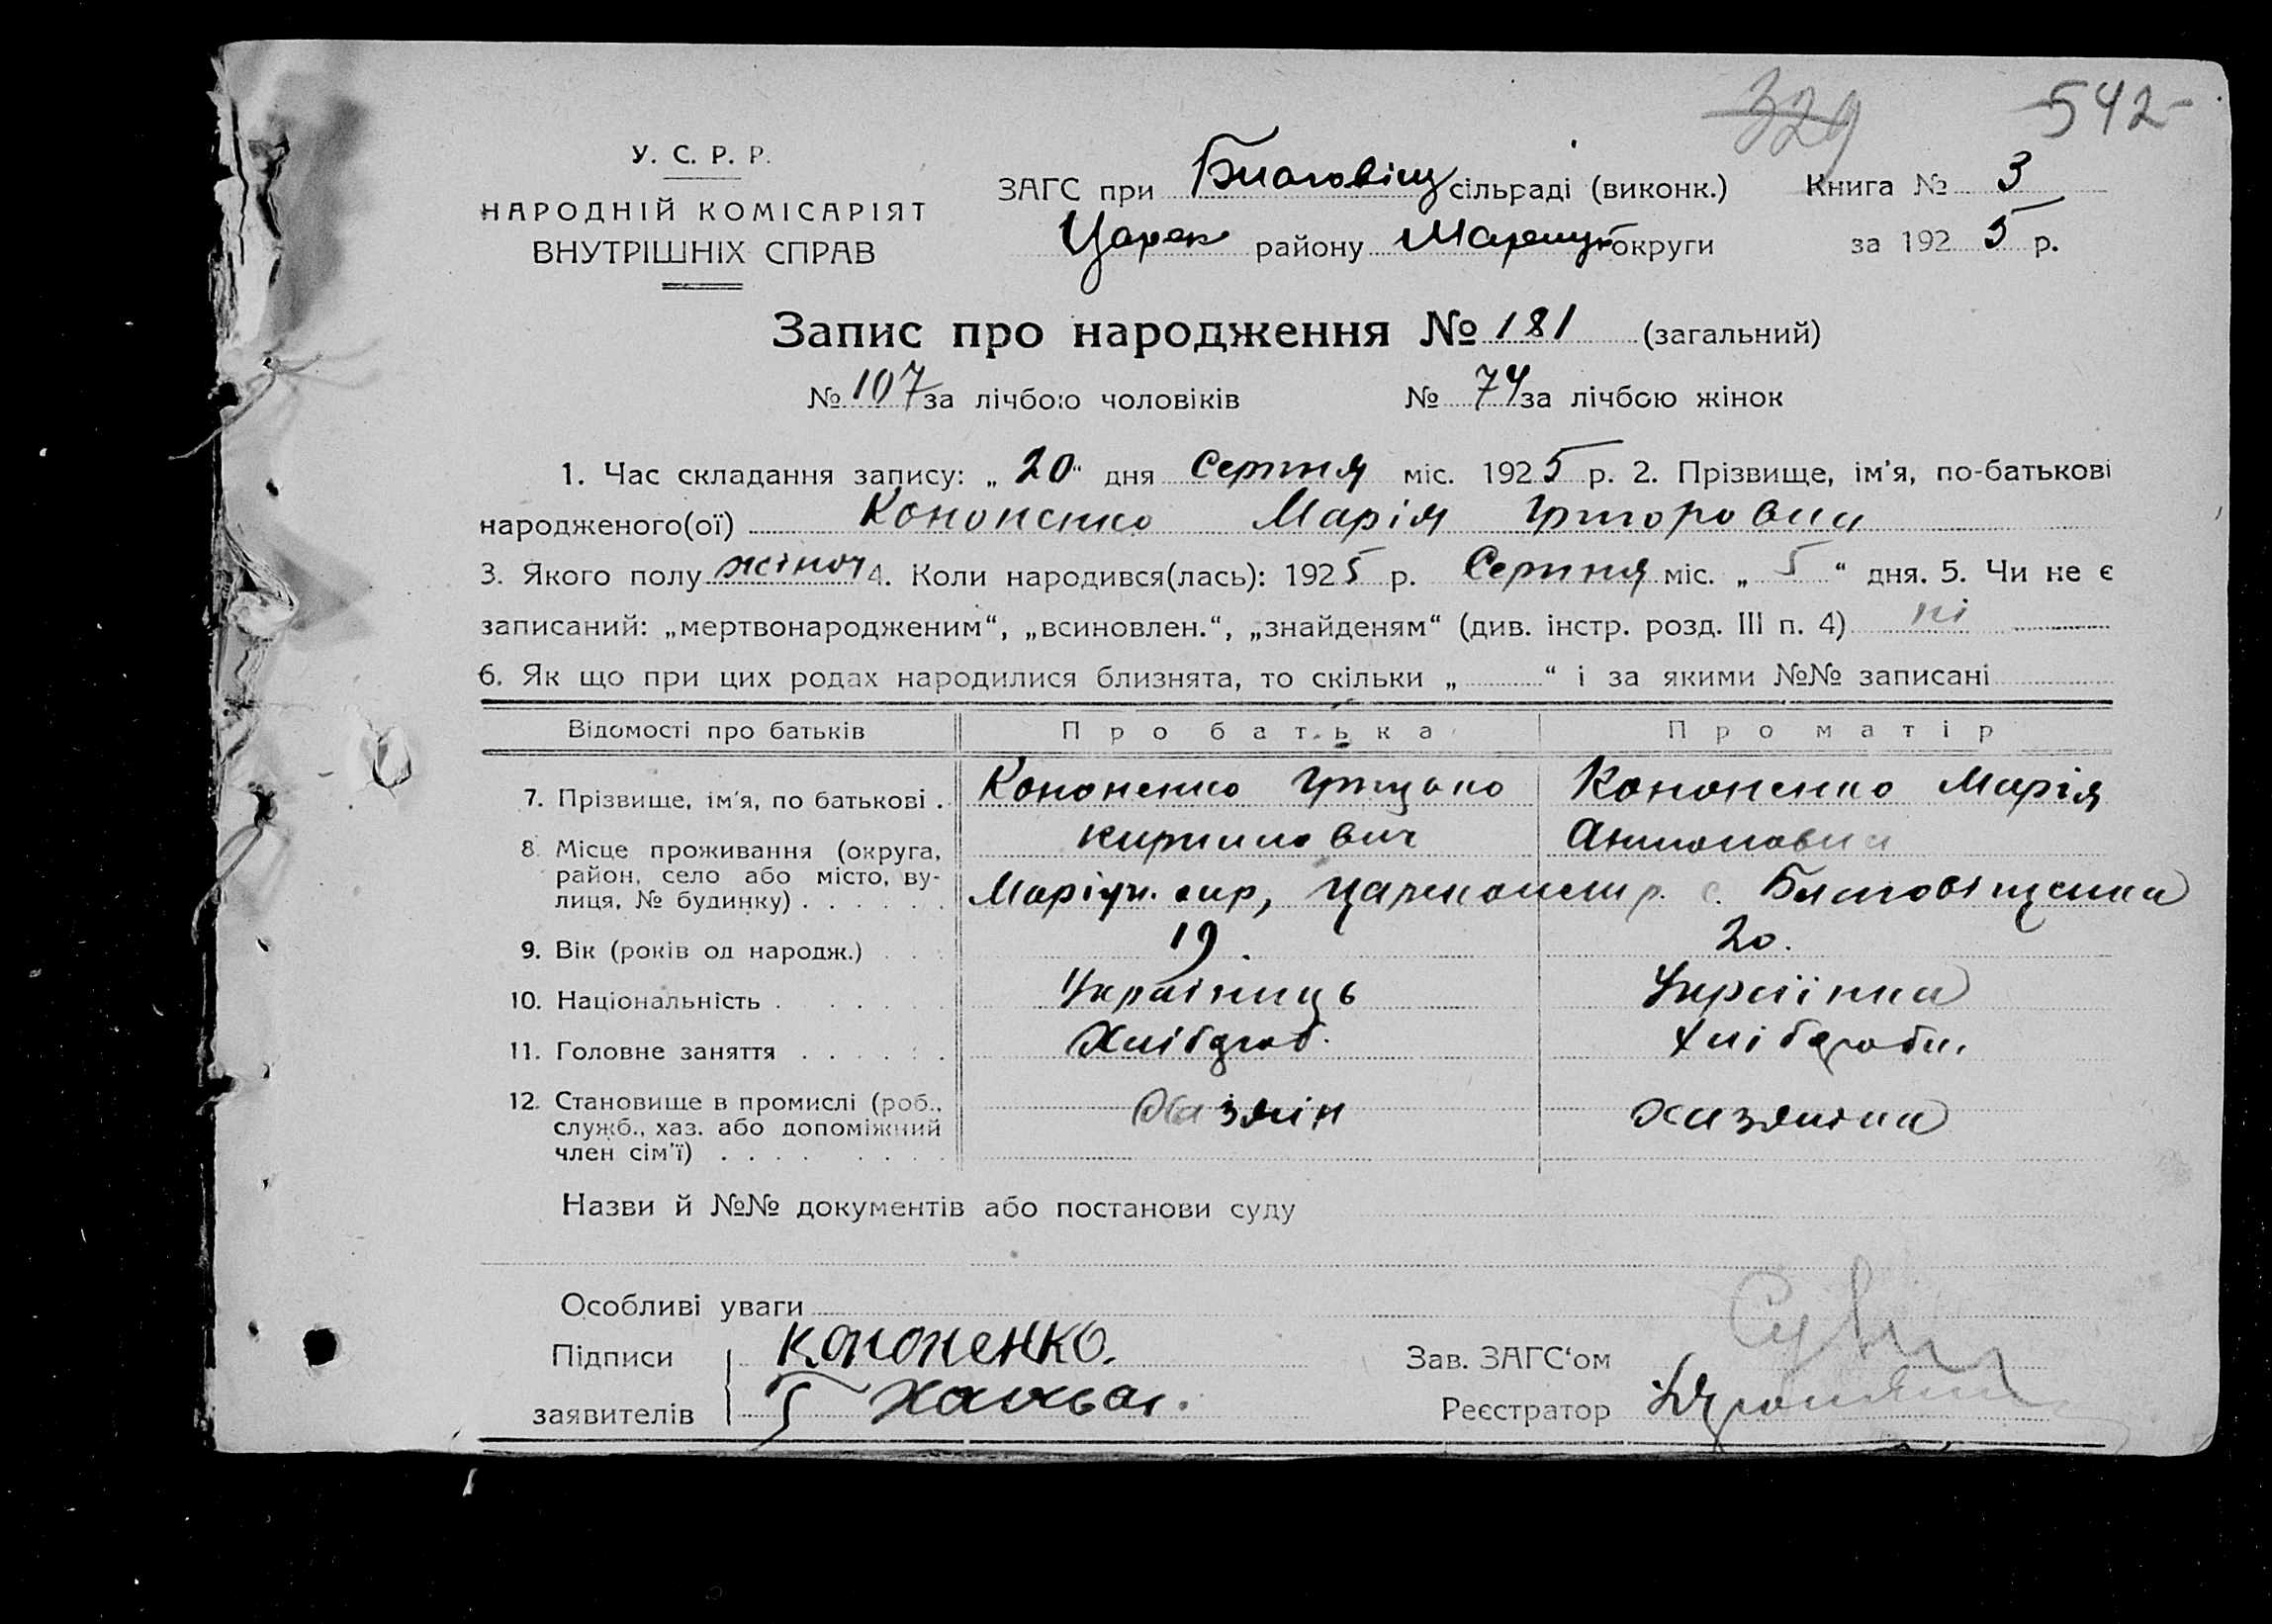 329 542-
У. С. Р. Р.
НАРОДНІЙ КОМІСАРІЯТ
ВНУТРІШНІХ СПРАВ
ЗАГС при Благовіщ сільраді (виконк.) Книга № 3
Царек району Маріуп округи за 1925 р.
Запис про народження № 181 (загальний)
№ 107 за лічбою чоловіків № 74 за лічбою жінок
1. Час складання запису: „20“ дня Серпня міс. 1925 р. 2. Прізвище, ім'я, по-батькові
народженого(ої) Кононенко Марія Григоровна
3. Якого полу жіноч 4. Коли народився(лась): 1925 р. Серпня міс. „5“ дня. 5. Чи не є
записаний: „мертвонародженим“, „всиновлен.“, „знайденям“ (див. інстр. розд. III п. 4) ні
6. Як що при цих родах народилися близнята, то скільки „ “ і за якими №№ записані
Відомості про батьків Про батька Про матір
7. Прізвище, ім'я, по батькові . Кононенко Грицько Кононенко Марія
Кирилович Антоновна
8. Місце проживання (округа,
район, село або місто, ву-
лиця, № будинку) . . . . . . Маріуп. окр, р. с. Благовіщенка
9. Вік (років од народж.) . . . 19 20.
10. Національність . . . . . . Українець Українка
11. Головне заняття . . . . . . Хлібороб. Хлібороби.
12. Становище в промислі (роб.,
служб., хаз. або допоміжний
член сім'ї) . . . . . . . . Хазяін хазяіна
Назви й №№ документів або постанови суду
Особливі уваги
Підписи Кононенко. Зав. ЗАГС‘ом
заявителів Реєстратор